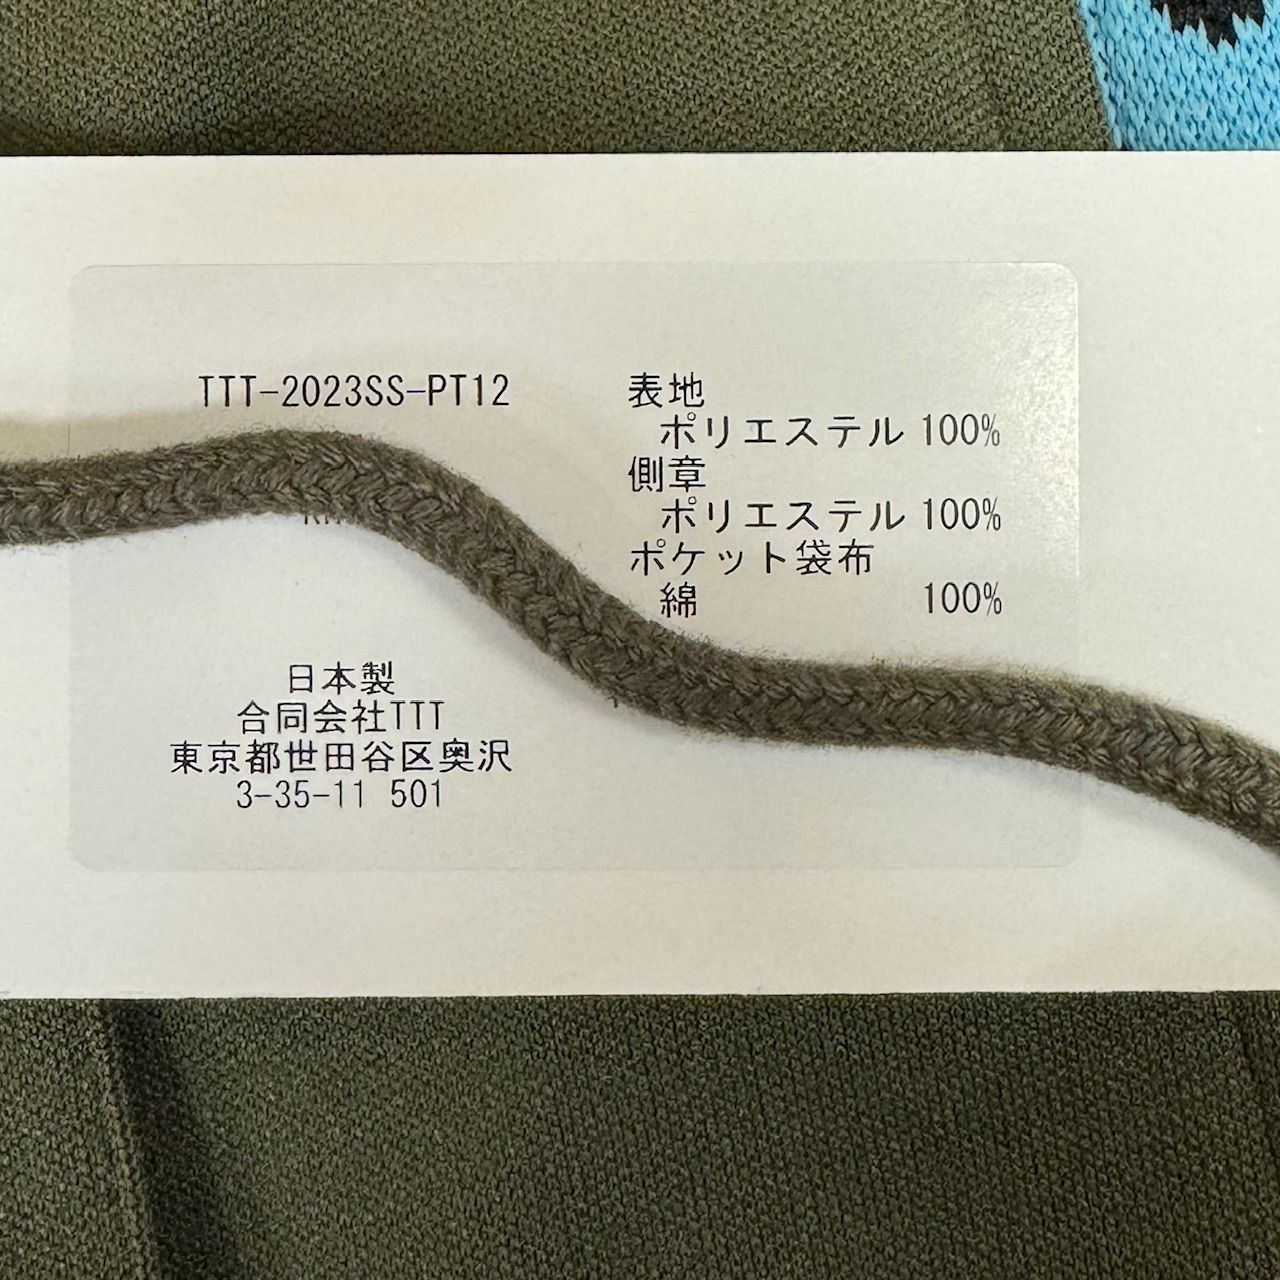 TTT-2023SS-PT12
表地
ポリエステル 100%
側章
ポリエステル 100%
ポケット袋布
綿 100%
日本製
合同会社TTT
東京都世田谷区奥沢
3-35-11 501